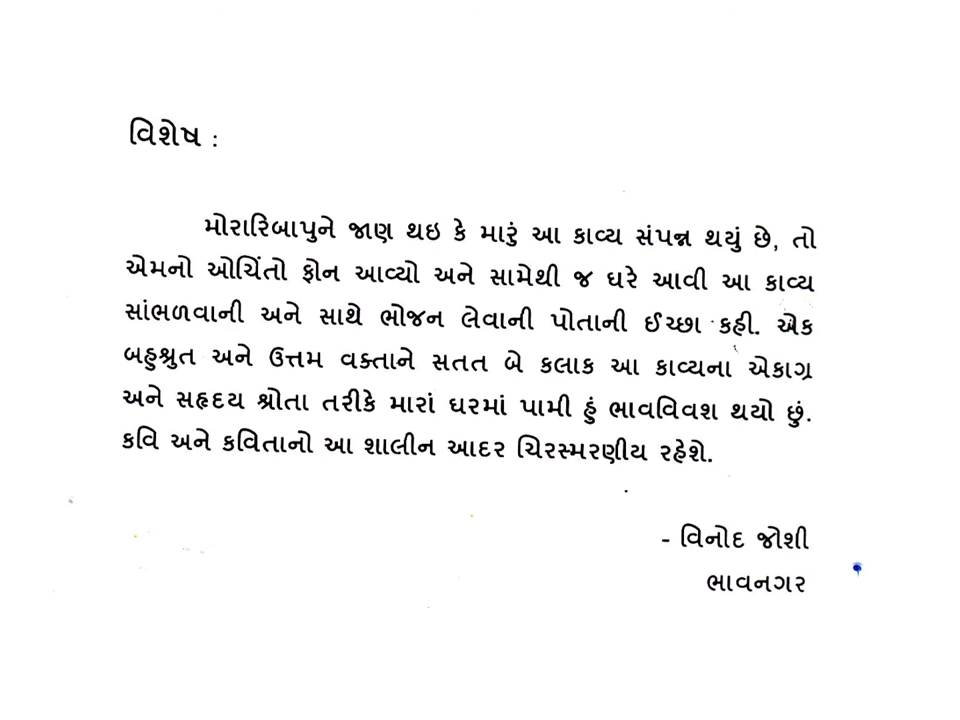 વિશેષ :
મોરારિબાપુને જાણ થઇ કે મારું આ કાવ્ય સંપન્ન થયું છે, તો
એમનો ઓચિંતો ફોન આવ્યો અને સામેથી જ ઘરે આવી આ કાવ્ય
સાંભળવાની અને સાથે ભોજન લેવાની પોતાની ઈચ્છા કહી. એક
બહુશ્રુત અને ઉત્તમ વક્તાને સતત બે કલાક આ કાવ્યના એકાગ્ર
અને સહૃદય શ્રોતા તરીકે મારાં ઘરમાં પામી હું ભાવવિવશ થયો છું.
કવિ અને કવિતાનો આ શાલીન આદર ચિરસ્મરણીય રહેશે.
- વિનોદ જોશી
ભાવનગર